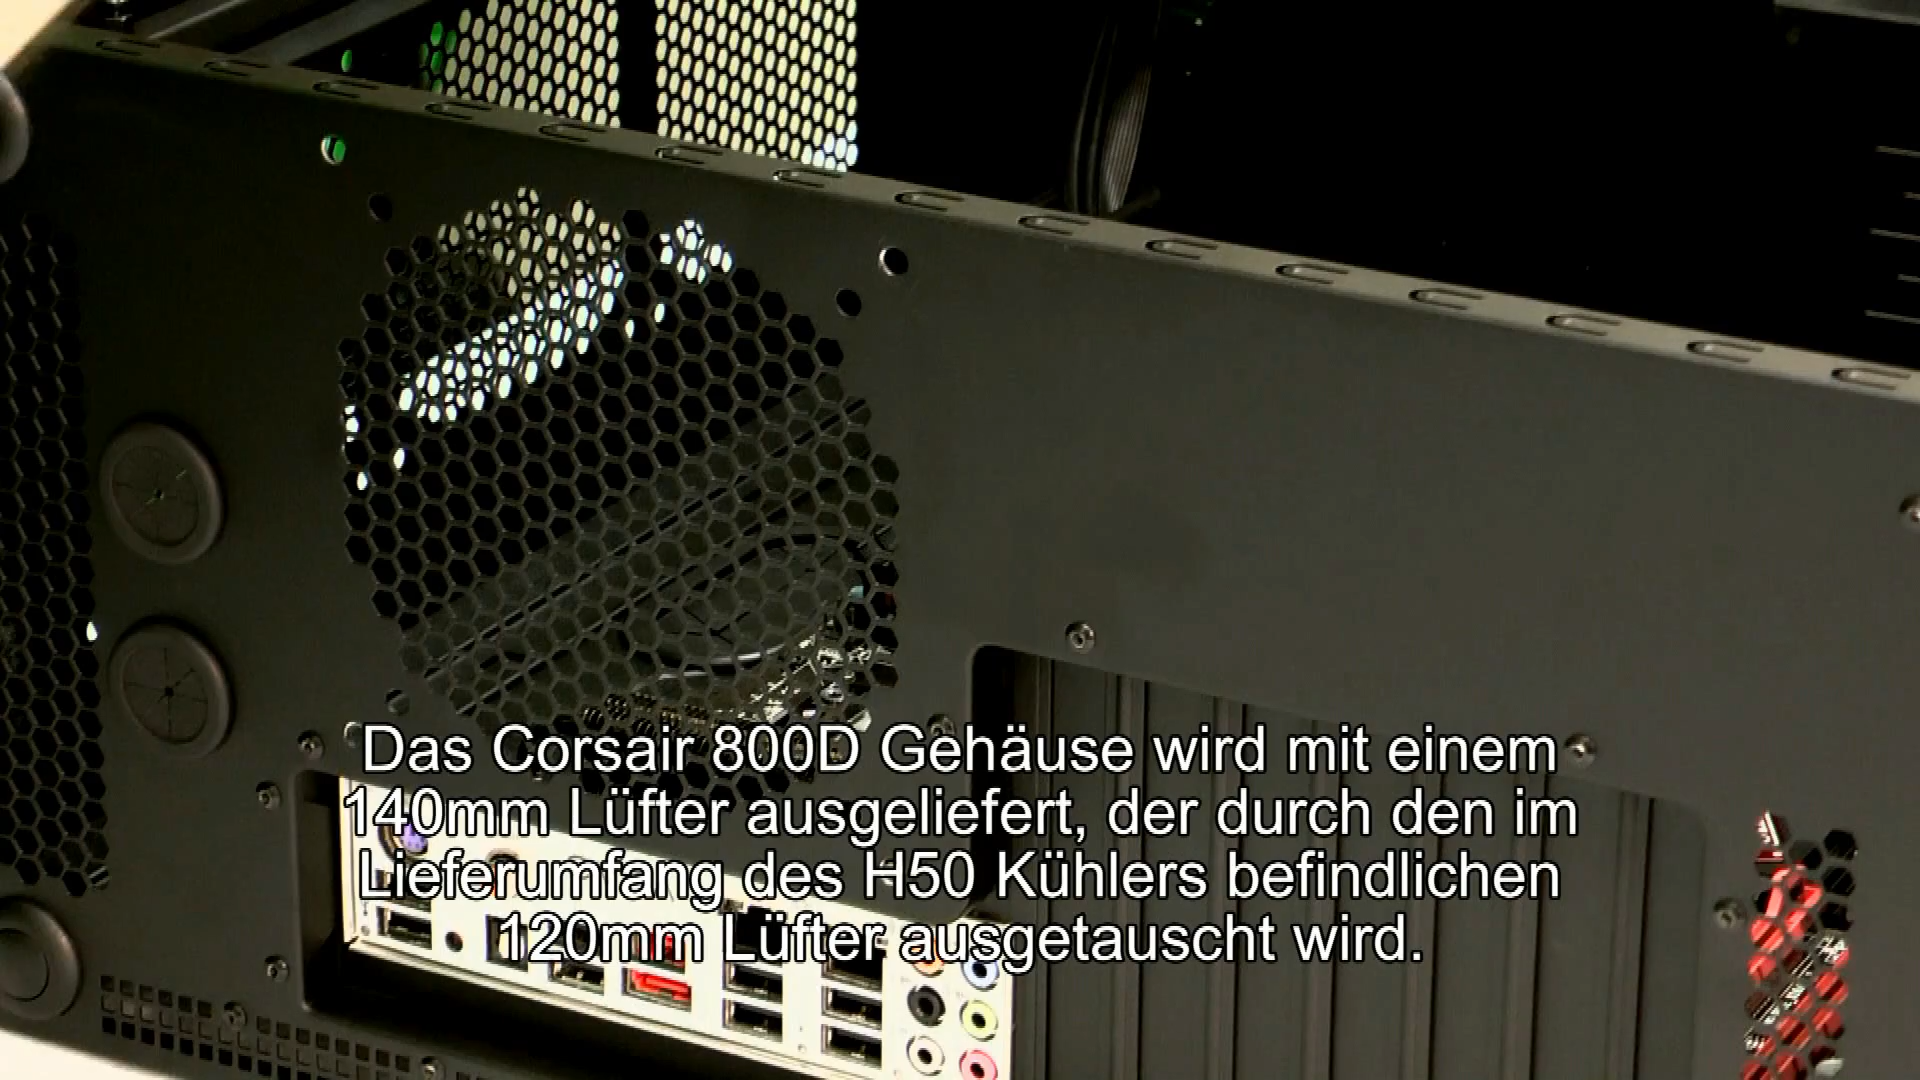 Das Corsair 800D Gehäuse wird mit einem
140mm Lüfter ausgeliefert, der durch den im
Lieferumfang des H50 Kühlers befindlichen
120mm Lüfter ausgetauscht wird.